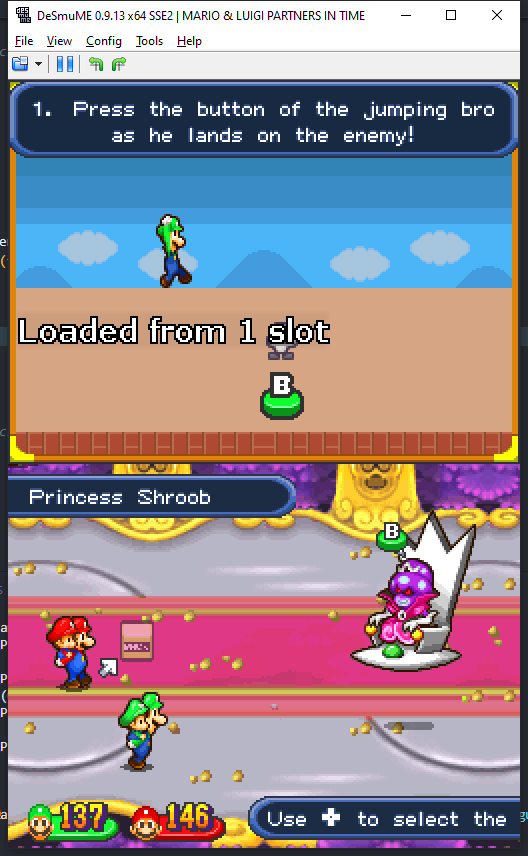 DeSmuME 0.9.13 x64 SSE2 | MARIO & LUIGI PARTNERS IN TIME
File View Config Tools Help
1. Press the button of the jumping bro
as he lands on the enemy!
Loaded from 1 slot
B
Princess Shroob
B
137 146
Use ✚ to select the